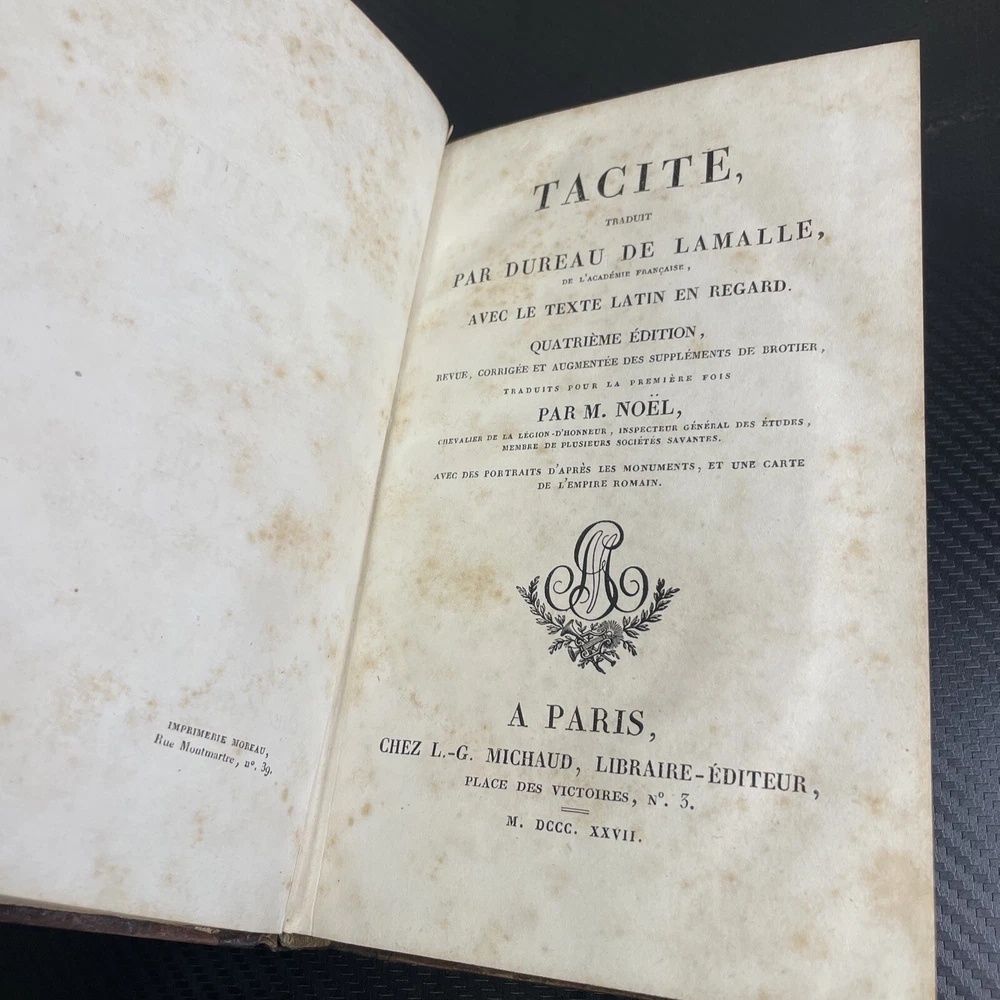 IMPRIMERIE MOREAU,
Rue Montmartre, nº. 39.
TACITE,
TRADUIT
PAR DUREAU DE LAMALLE,
DE L'ACADÉMIE FRANÇAISE,
AVEC LE TEXTE LATIN EN REGARD.
QUATRIÈME ÉDITION,
REVUE, CORRIGÉE ET AUGMENTÉE DES SUPPLÉMENTS DE BROTIER,
TRADUITS POUR LA PREMIÈRE FOIS
PAR M. NOËL,
CHEVALIER DE LA LÉGION-D'HONNEUR, INSPECTEUR GÉNÉRAL DES ÉTUDES,
MEMBRE DE PLUSIEURS SOCIÉTÉS SAVANTES.
AVEC DES PORTRAITS D'APRÈS LES MONUMENTS, ET UNE CARTE
DE L'EMPIRE ROMAIN.
A PARIS,
CHEZ L.-G. MICHAUD, LIBRAIRE-ÉDITEUR,
PLACE DES VICTOIRES, Nº. 3.
M. DCCC. XXVII.